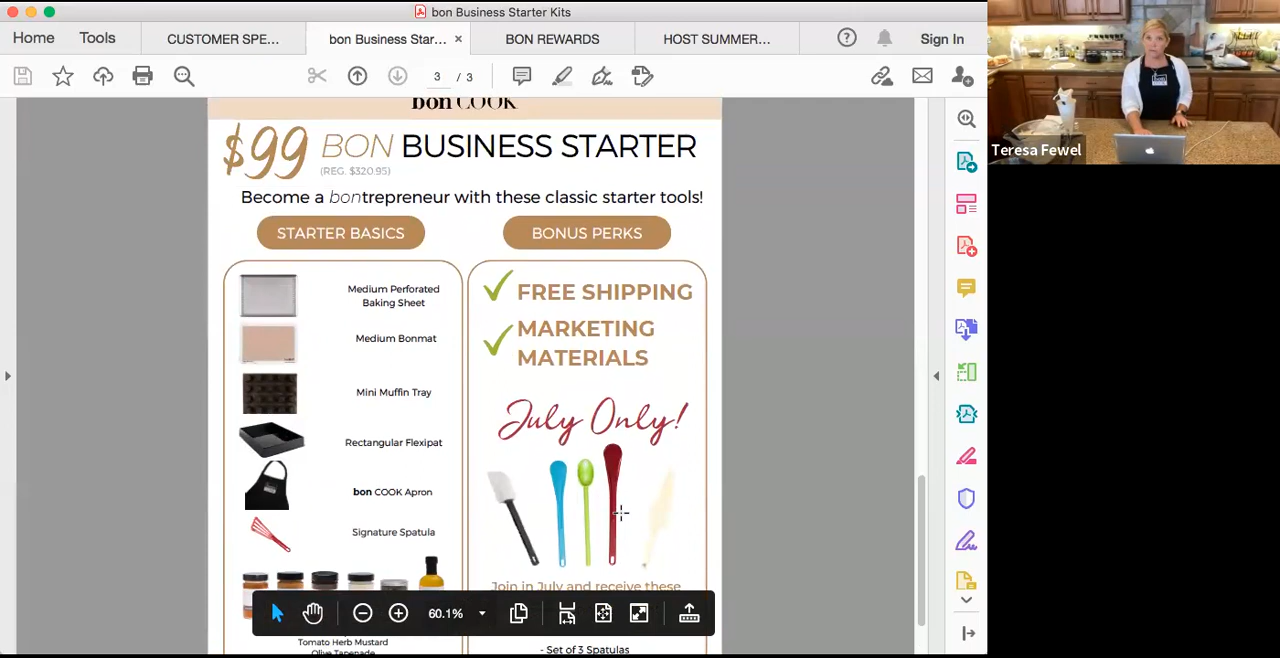 bon Business Starter Kits
Home
Tools
CUSTOMER SPE...
bon Business Star... ×
BON REWARDS
HOST SUMMER...
Sign In
3 / 3
bon COOK
$99 BON BUSINESS STARTER
(REG. $320.95)
Become a bontrepreneur with these classic starter tools!
STARTER BASICS
BONUS PERKS
Medium Perforated
Baking Sheet
Medium Bonmat
Mini Muffin Tray
Rectangular Flexipat
bon COOK Apron
Signature Spatula
Tomato Herb Mustard
Olive Tapenade
FREE SHIPPING
MARKETING
MATERIALS
July Only!
Join in July and receive these
- Set of 3 Spatulas
60.1%
Teresa Fewel
bon